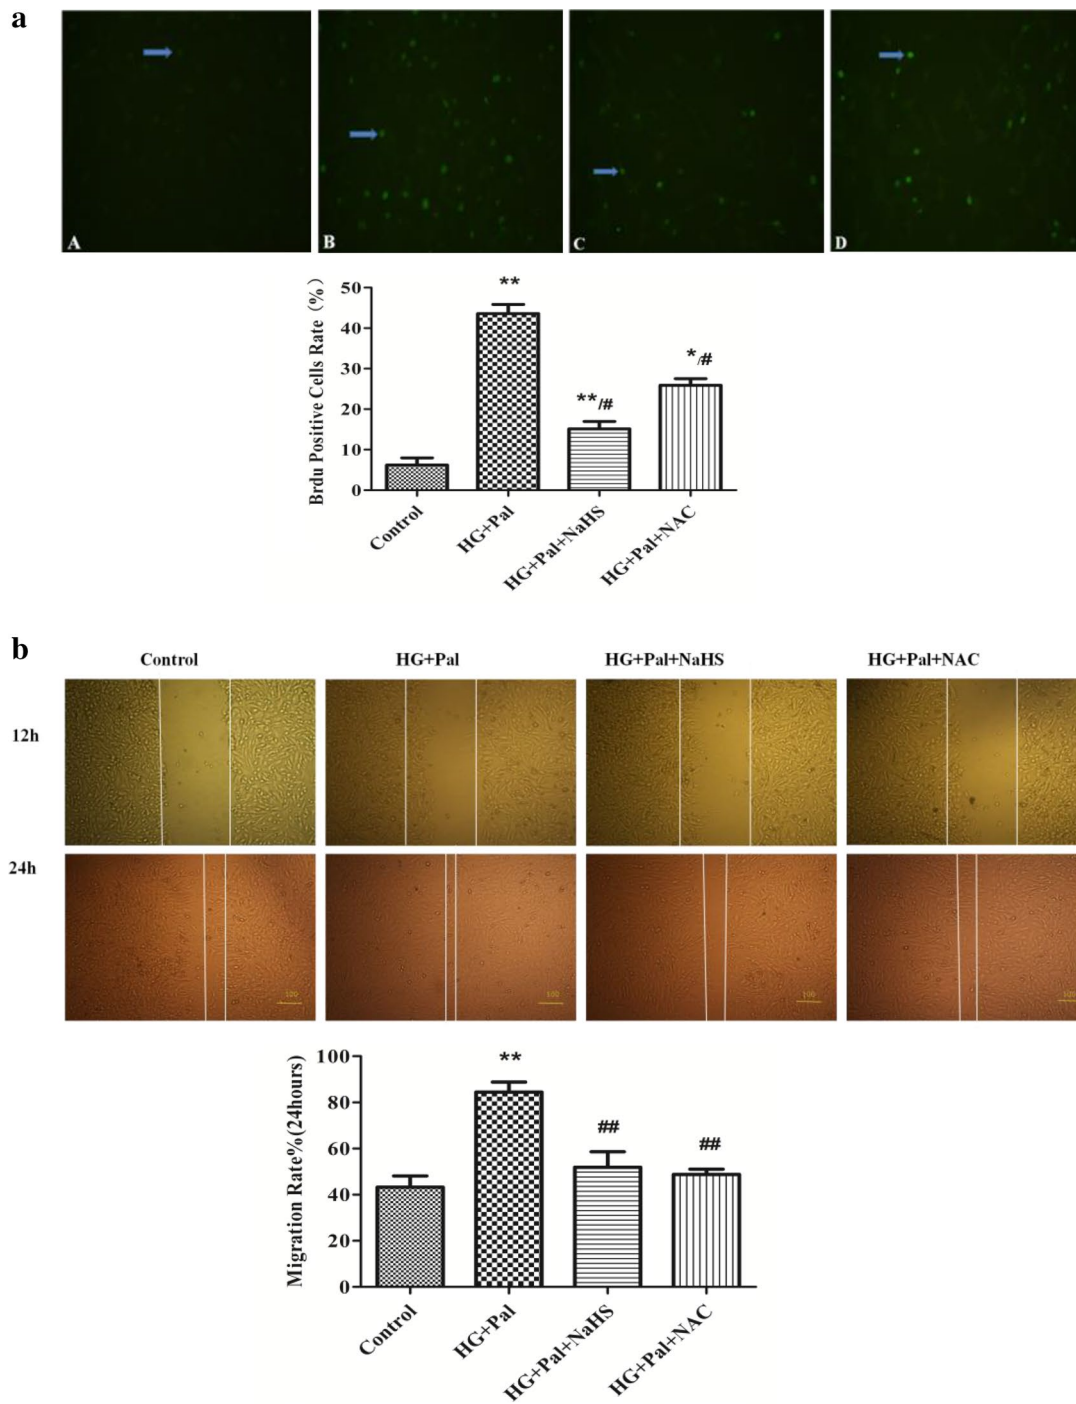 a
A
B
C
D
Brdu Positive Cells Rate (%)
50
40
30
20
10
0
**
**/#
*/#
Control
HG+Pal
HG+Pal+NaHS
HG+Pal+NAC
b
Control HG+Pal HG+Pal+NaHS HG+Pal+NAC
12h
24h
100 100 100 100
Migration Rate%(24hours)
100
80
60
40
20
0
**
##
##
Control
HG+Pal
HG+Pal+NaHS
HG+Pal+NAC